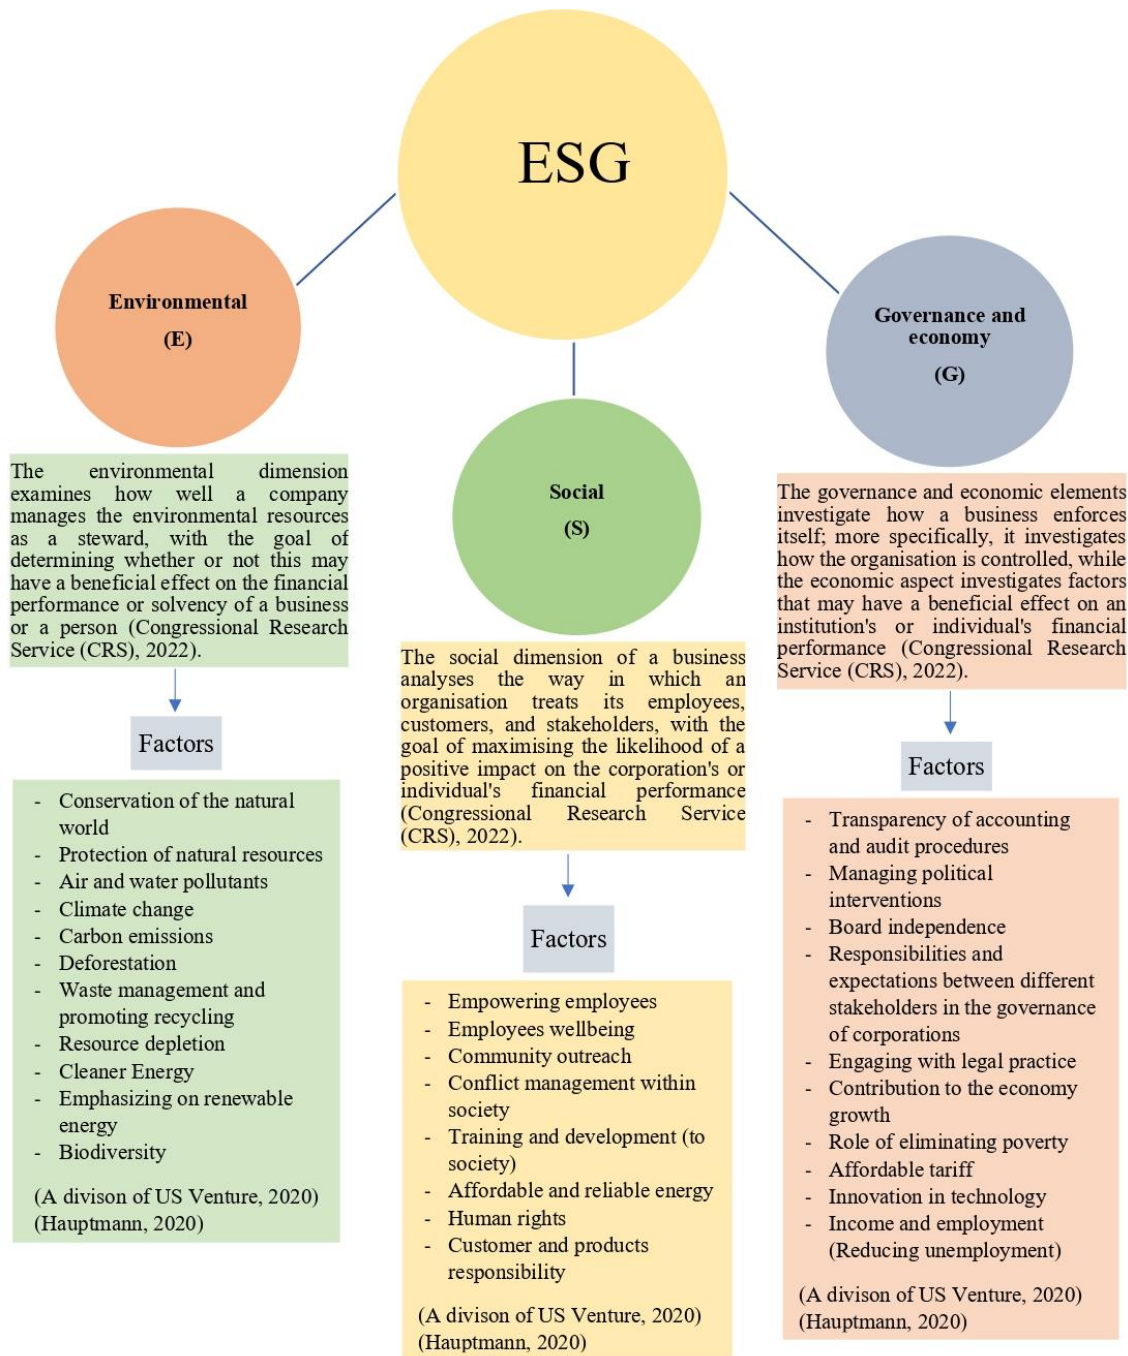 ESG
Environmental
(E)
The environmental dimension
examines how well a company
manages the environmental resources
as a steward, with the goal of
determining whether or not this may
have a beneficial effect on the financial
performance or solvency of a business
or a person (Congressional Research
Service (CRS), 2022).
Factors
- Conservation of the natural
world
- Protection of natural resources
- Air and water pollutants
- Climate change
- Carbon emissions
- Deforestation
- Waste management and
promoting recycling
- Resource depletion
- Cleaner Energy
- Emphasizing on renewable
energy
- Biodiversity
(A divison of US Venture, 2020)
(Hauptmann, 2020)
Social
(S)
The social dimension of a business
analyses the way in which an
organisation treats its employees,
customers, and stakeholders, with the
goal of maximising the likelihood of a
positive impact on the corporation's or
individual's financial performance
(Congressional Research Service
(CRS), 2022).
Factors
- Empowering employees
- Employees wellbeing
- Community outreach
- Conflict management within
society
- Training and development (to
society)
- Affordable and reliable energy
- Human rights
- Customer and products
responsibility
(A divison of US Venture, 2020)
(Hauptmann, 2020)
Governance and
economy
(G)
The governance and economic elements
investigate how a business enforces
itself; more specifically, it investigates
how the organisation is controlled, while
the economic aspect investigates factors
that may have a beneficial effect on an
institution's or individual's financial
performance (Congressional Research
Service (CRS), 2022).
Factors
- Transparency of accounting
and audit procedures
- Managing political
interventions
- Board independence
- Responsibilities and
expectations between different
stakeholders in the governance
of corporations
- Engaging with legal practice
- Contribution to the economy
growth
- Role of eliminating poverty
- Affordable tariff
- Innovation in technology
- Income and employment
(Reducing unemployment)
(A divison of US Venture, 2020)
(Hauptmann, 2020)